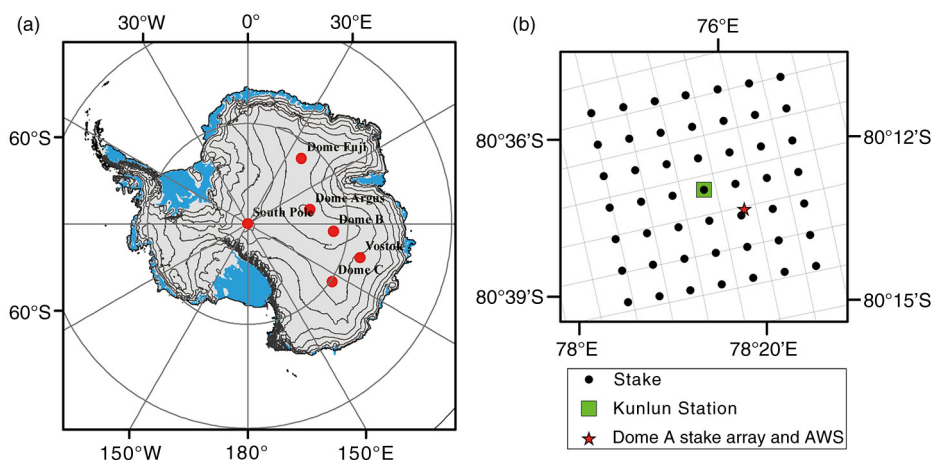 (a)
30°W 0° 30°E
60°S
Dome Fuji
Dome Argus
South Pole
Dome B
Vostok
Dome C
60°S
150°W 180° 150°E
(b)
76°E
80°36'S
80°12'S
80°39'S
80°15'S
78°E 78°20'E
Stake
Kunlun Station
Dome A stake array and AWS